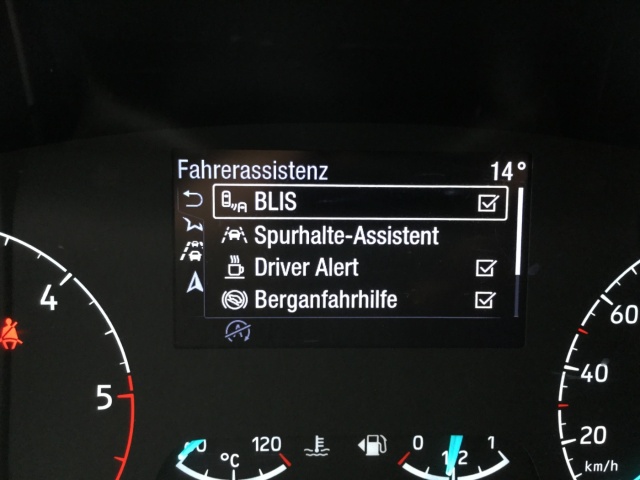 Fahrerassistenz 14°
BLIS
Spurhalte-Assistent
Driver Alert
Berganfahrhilfe
4
5
60
40
20
km/h
120
°C
0
1/2
1